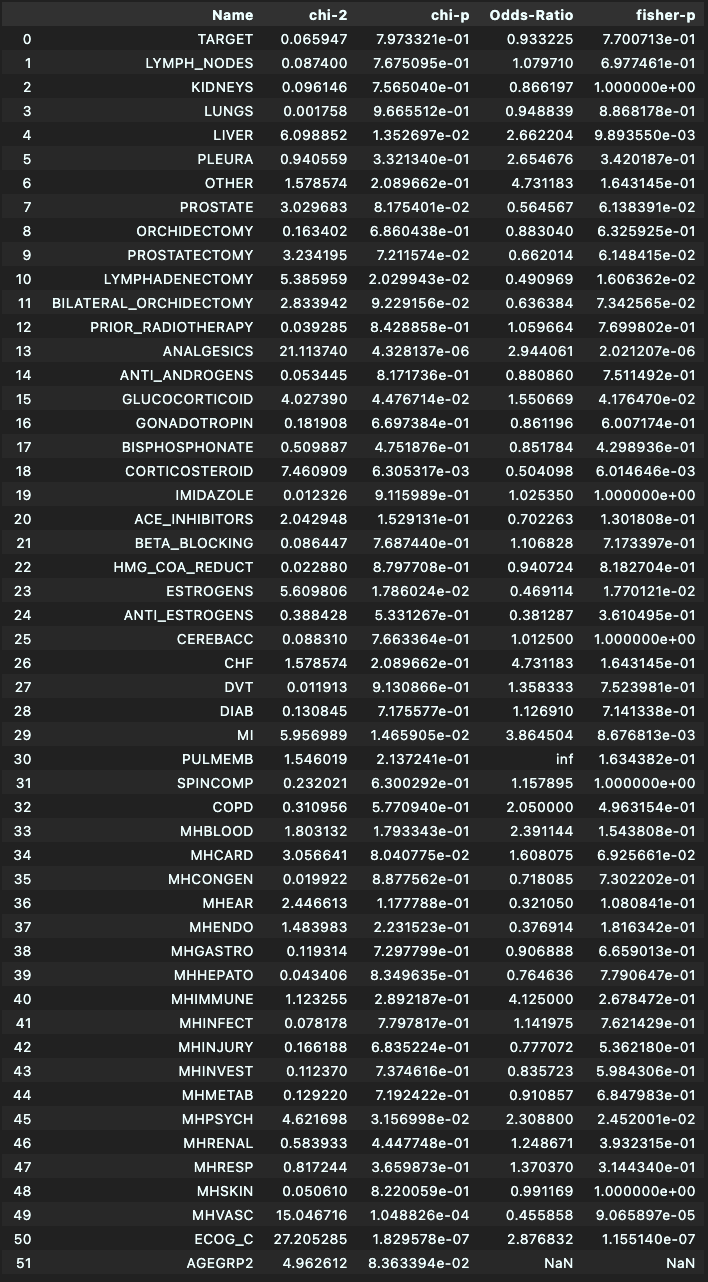 Name chi-2 chi-p Odds-Ratio fisher-p
0 TARGET 0.065947 7.973321e-01 0.933225 7.700713e-01
1 LYMPH_NODES 0.087400 7.675095e-01 1.079710 6.977461e-01
2 KIDNEYS 0.096146 7.565040e-01 0.866197 1.000000e+00
3 LUNGS 0.001758 9.665512e-01 0.948839 8.868178e-01
4 LIVER 6.098852 1.352697e-02 2.662204 9.893550e-03
5 PLEURA 0.940559 3.321340e-01 2.654676 3.420187e-01
6 OTHER 1.578574 2.089662e-01 4.731183 1.643145e-01
7 PROSTATE 3.029683 8.175401e-02 0.564567 6.138391e-02
8 ORCHIDECTOMY 0.163402 6.860438e-01 0.883040 6.325925e-01
9 PROSTATECTOMY 3.234195 7.211574e-02 0.662014 6.148415e-02
10 LYMPHADENECTOMY 5.385959 2.029943e-02 0.490969 1.606362e-02
11 BILATERAL_ORCHIDECTOMY 2.833942 9.229156e-02 0.636384 7.342565e-02
12 PRIOR_RADIOTHERAPY 0.039285 8.428858e-01 1.059664 7.699802e-01
13 ANALGESICS 21.113740 4.328137e-06 2.944061 2.021207e-06
14 ANTI_ANDROGENS 0.053445 8.171736e-01 0.880860 7.511492e-01
15 GLUCOCORTICOID 4.027390 4.476714e-02 1.550669 4.176470e-02
16 GONADOTROPIN 0.181908 6.697384e-01 0.861196 6.007174e-01
17 BISPHOSPHONATE 0.509887 4.751876e-01 0.851784 4.298936e-01
18 CORTICOSTEROID 7.460909 6.305317e-03 0.504098 6.014646e-03
19 IMIDAZOLE 0.012326 9.115989e-01 1.025350 1.000000e+00
20 ACE_INHIBITORS 2.042948 1.529131e-01 0.702263 1.301808e-01
21 BETA_BLOCKING 0.086447 7.687440e-01 1.106828 7.173397e-01
22 HMG_COA_REDUCT 0.022880 8.797708e-01 0.940724 8.182704e-01
23 ESTROGENS 5.609806 1.786024e-02 0.469114 1.770121e-02
24 ANTI_ESTROGENS 0.388428 5.331267e-01 0.381287 3.610495e-01
25 CEREBACC 0.088310 7.663364e-01 1.012500 1.000000e+00
26 CHF 1.578574 2.089662e-01 4.731183 1.643145e-01
27 DVT 0.011913 9.130866e-01 1.358333 7.523981e-01
28 DIAB 0.130845 7.175577e-01 1.126910 7.141338e-01
29 MI 5.956989 1.465905e-02 3.864504 8.676813e-03
30 PULMEMB 1.546019 2.137241e-01 inf 1.634382e-01
31 SPINCOMP 0.232021 6.300292e-01 1.157895 1.000000e+00
32 COPD 0.310956 5.770940e-01 2.050000 4.963154e-01
33 MHBLOOD 1.803132 1.793343e-01 2.391144 1.543808e-01
34 MHCARD 3.056641 8.040775e-02 1.608075 6.925661e-02
35 MHCONGEN 0.019922 8.877562e-01 0.718085 7.302202e-01
36 MHEAR 2.446613 1.177788e-01 0.321050 1.080841e-01
37 MHENDO 1.483983 2.231523e-01 0.376914 1.816342e-01
38 MHGASTRO 0.119314 7.297799e-01 0.906888 6.659013e-01
39 MHHEPATO 0.043406 8.349635e-01 0.764636 7.790647e-01
40 MHIMMUNE 1.123255 2.892187e-01 4.125000 2.678472e-01
41 MHINFECT 0.078178 7.797817e-01 1.141975 7.621429e-01
42 MHINJURY 0.166188 6.835224e-01 0.777072 5.362180e-01
43 MHINVEST 0.112370 7.374616e-01 0.835723 5.984306e-01
44 MHMETAB 0.129220 7.192422e-01 0.910857 6.847983e-01
45 MHPSYCH 4.621698 3.156998e-02 2.308800 2.452001e-02
46 MHRENAL 0.583933 4.447748e-01 1.248671 3.932315e-01
47 MHRESP 0.817244 3.659873e-01 1.370370 3.144340e-01
48 MHSKIN 0.050610 8.220059e-01 0.991169 1.000000e+00
49 MHVASC 15.046716 1.048826e-04 0.455858 9.065897e-05
50 ECOG_C 27.205285 1.829578e-07 2.876832 1.155140e-07
51 AGEGRP2 4.962612 8.363394e-02 NaN NaN